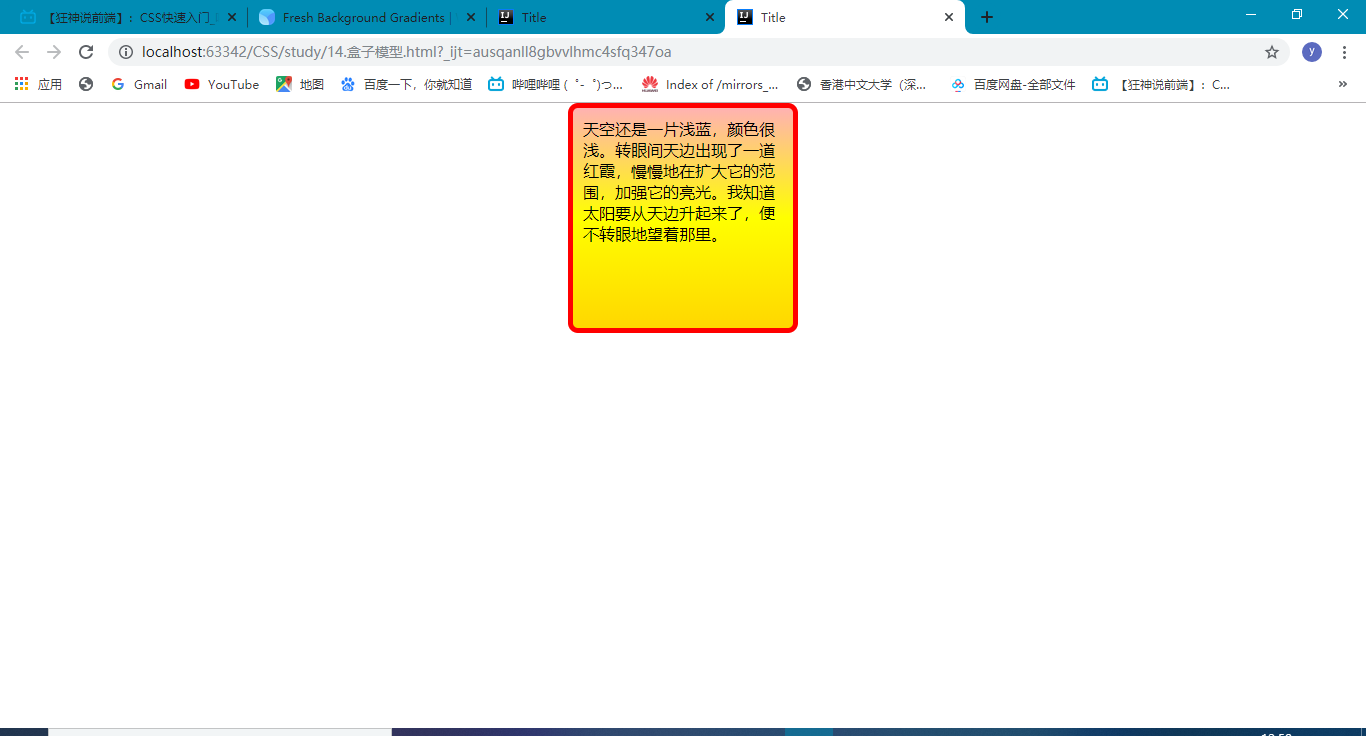 【狂神说前端】：CSS快速入门_
Fresh Background Gradients |
Title
Title
localhost:63342/CSS/study/14.盒子模型.html?_ijt=ausqanll8gbvvlhmc4sfq347oa
y
应用
Gmail
YouTube
地图
百度一下，你就知道
哔哩哔哩 (゜-゜)つ...
Index of /mirrors_...
香港中文大学（深...
百度网盘-全部文件
【狂神说前端】：C...
»
天空还是一片浅蓝，颜色很
浅。转眼间天边出现了一道
红霞，慢慢地在扩大它的范
围，加强它的亮光。我知道
太阳要从天边升起来了，便
不转眼地望着那里。